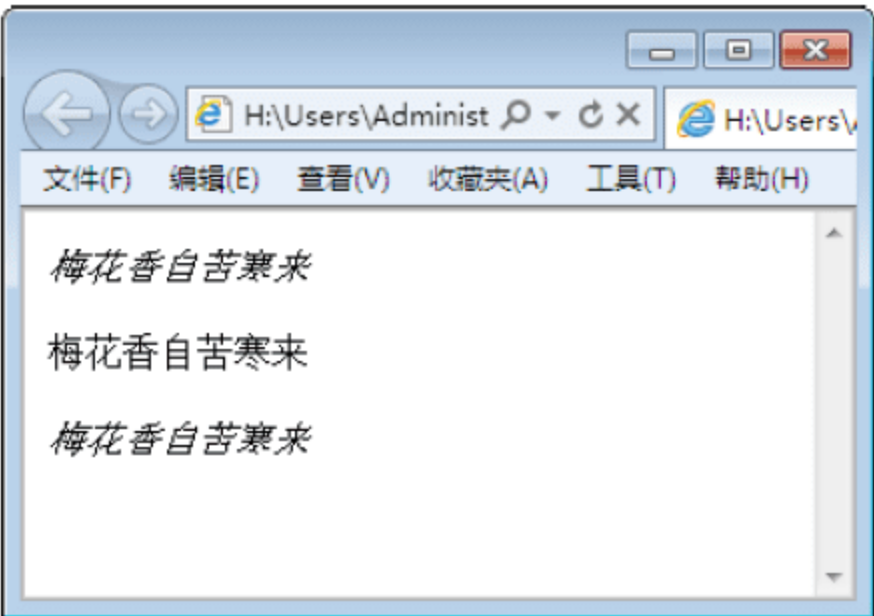 H:\Users\Administ
H:\Users\
文件(F) 编辑(E) 查看(V) 收藏夹(A) 工具(T) 帮助(H)
梅花香自苦寒来
梅花香自苦寒来
梅花香自苦寒来